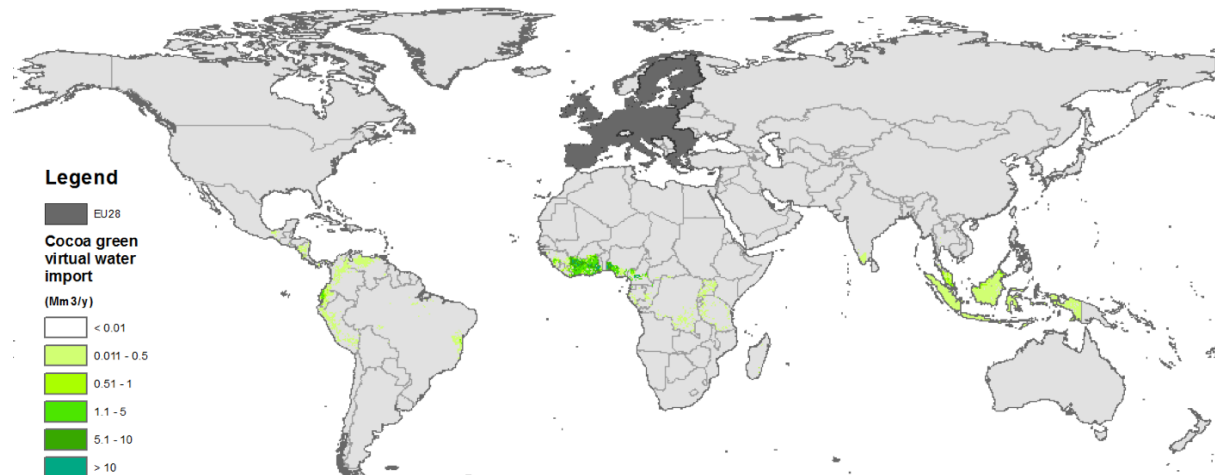 Legend
EU28
Cocoa green
virtual water
import
(Mm3/y)
< 0.01
0.011 - 0.5
0.51 - 1
1.1 - 5
5.1 - 10
> 10